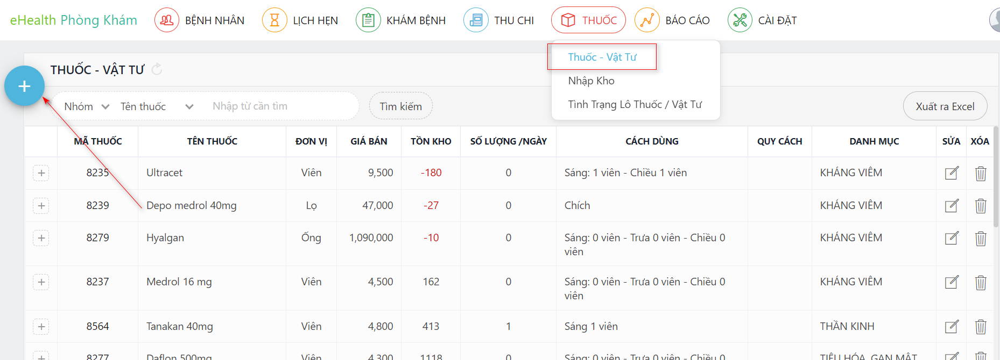 eHealth Phòng Khám BỆNH NHÂN LỊCH HẸN KHÁM BỆNH THU CHI THUỐC BÁO CÁO CÀI ĐẶT
Thuốc - Vật Tư
Nhập Kho
Tình Trạng Lô Thuốc / Vật Tư
THUỐC - VẬT TƯ
Nhóm Tên thuốc Nhập từ cần tìm Tìm kiếm Xuất ra Excel
MÃ THUỐC TÊN THUỐC ĐƠN VỊ GIÁ BÁN TỒN KHO SỐ LƯỢNG /NGÀY CÁCH DÙNG QUY CÁCH DANH MỤC SỬA XÓA
8235 Ultracet Viên 9,500 -180 0 Sáng: 1 viên - Chiều 1 viên KHÁNG VIÊM
8239 Depo medrol 40mg Lọ 47,000 -27 0 Chích KHÁNG VIÊM
8279 Hyalgan Ống 1,090,000 -10 0 Sáng: 0 viên - Trưa 0 viên - Chiều 0 KHÁNG VIÊM
viên
8237 Medrol 16 mg Viên 4,500 162 0 Sáng: 0 viên - Trưa 0 viên - Chiều 0 KHÁNG VIÊM
viên
8564 Tanakan 40mg Viên 4,800 413 1 Sáng 1 viên THẦN KINH
8277 Daflon 500mg Viên 4,300 1118 0 Sáng: 0 viên - Trưa 0 viên - Chiều 0 TIÊU HÓA, GAN MẬT